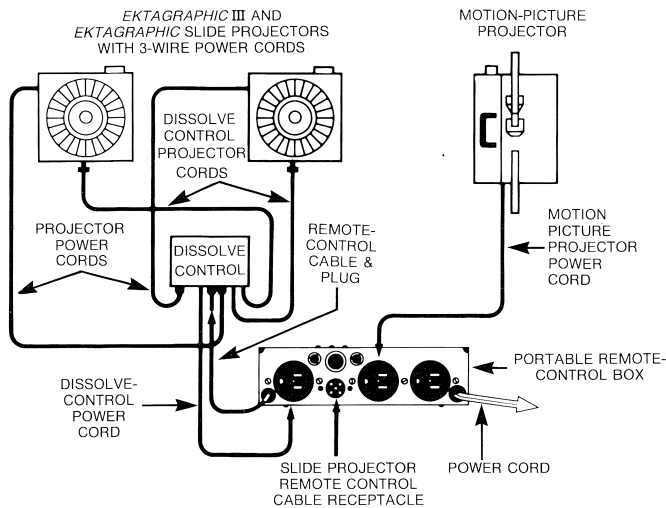 EKTAGRAPHIC III AND
EKTAGRAPHIC SLIDE PROJECTORS
WITH 3-WIRE POWER CORDS
MOTION-PICTURE
PROJECTOR
DISSOLVE
CONTROL
PROJECTOR
CORDS
PROJECTOR
POWER
CORDS
DISSOLVE
CONTROL
REMOTE-
CONTROL
CABLE &
PLUG
MOTION
PICTURE
PROJECTOR
POWER
CORD
DISSOLVE-
CONTROL
POWER
CORD
PORTABLE REMOTE-
CONTROL BOX
SLIDE PROJECTOR
REMOTE CONTROL
CABLE RECEPTACLE
POWER CORD